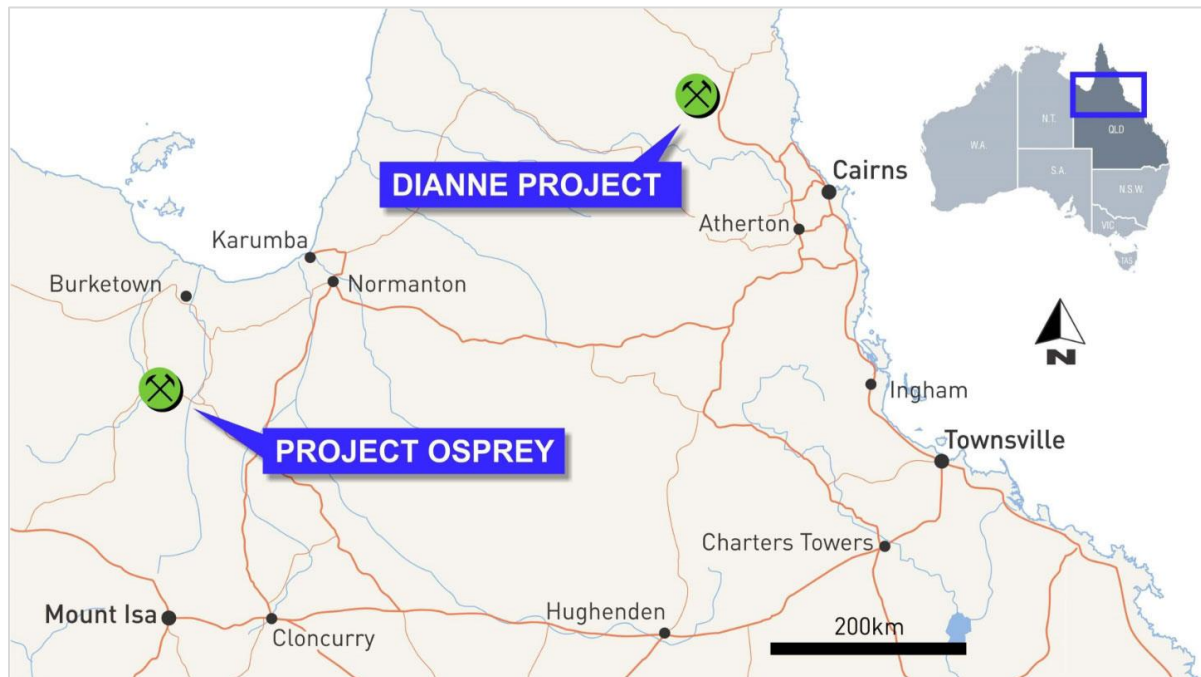 DIANNE PROJECT
Cairns
Atherton
Karumba
Burketown
Normanton
Ingham
PROJECT OSPREY
Townsville
Charters Towers
Mount Isa
Cloncurry
Hughenden
200km
N.T.
QLD
W.A.
S.A.
N.S.W.
VIC
TAS
N